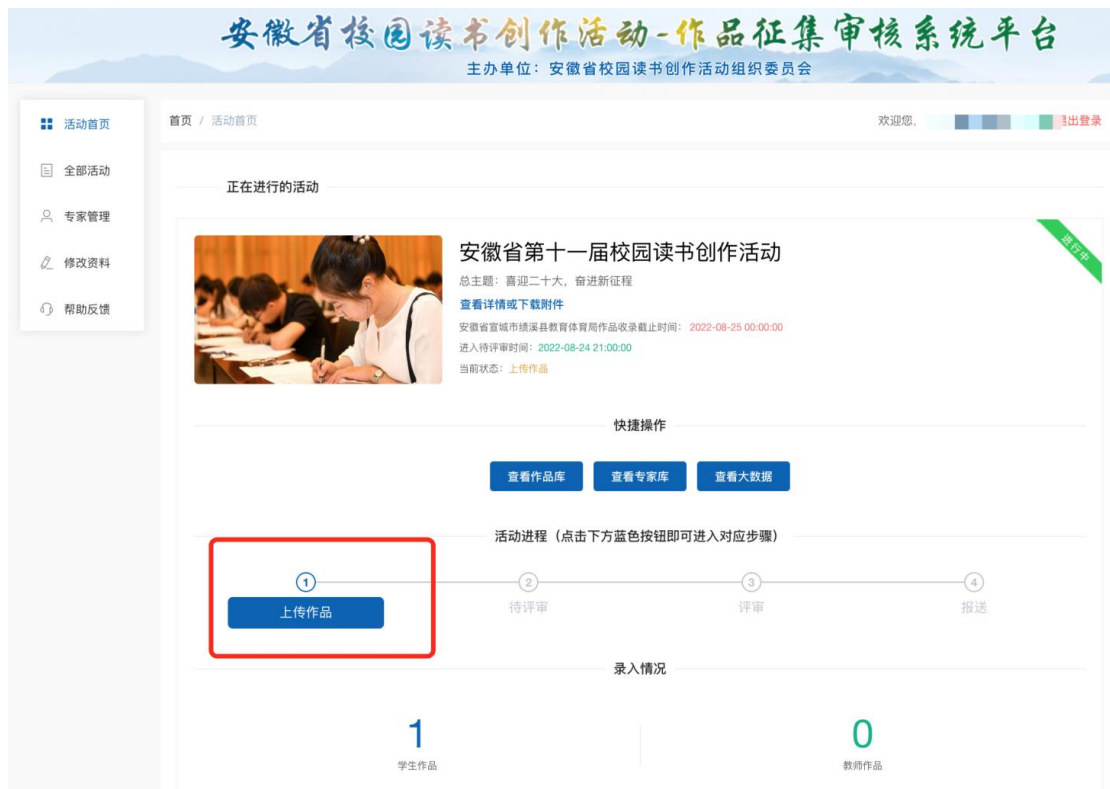 安徽省校园读书创作活动-作品征集审核系统平台
主办单位：安徽省校园读书创作活动组织委员会
活动首页
全部活动
专家管理
修改资料
帮助反馈
首页 / 活动首页
欢迎您,
出登录
正在进行的活动
进行中
安徽省第十一届校园读书创作活动
总主题：喜迎二十大，奋进新征程
查看详情或下载附件
安徽省宣城市绩溪县教育体育局作品收录截止时间： 2022-08-25 00:00:00
进入待评审时间：2022-08-24 21:00:00
当前状态：上传作品
快捷操作
查看作品库 查看专家库 查看大数据
活动进程（点击下方蓝色按钮即可进入对应步骤）
1 2 3 4
上传作品 待评审 评审 报送
录入情况
1 0
学生作品 教师作品